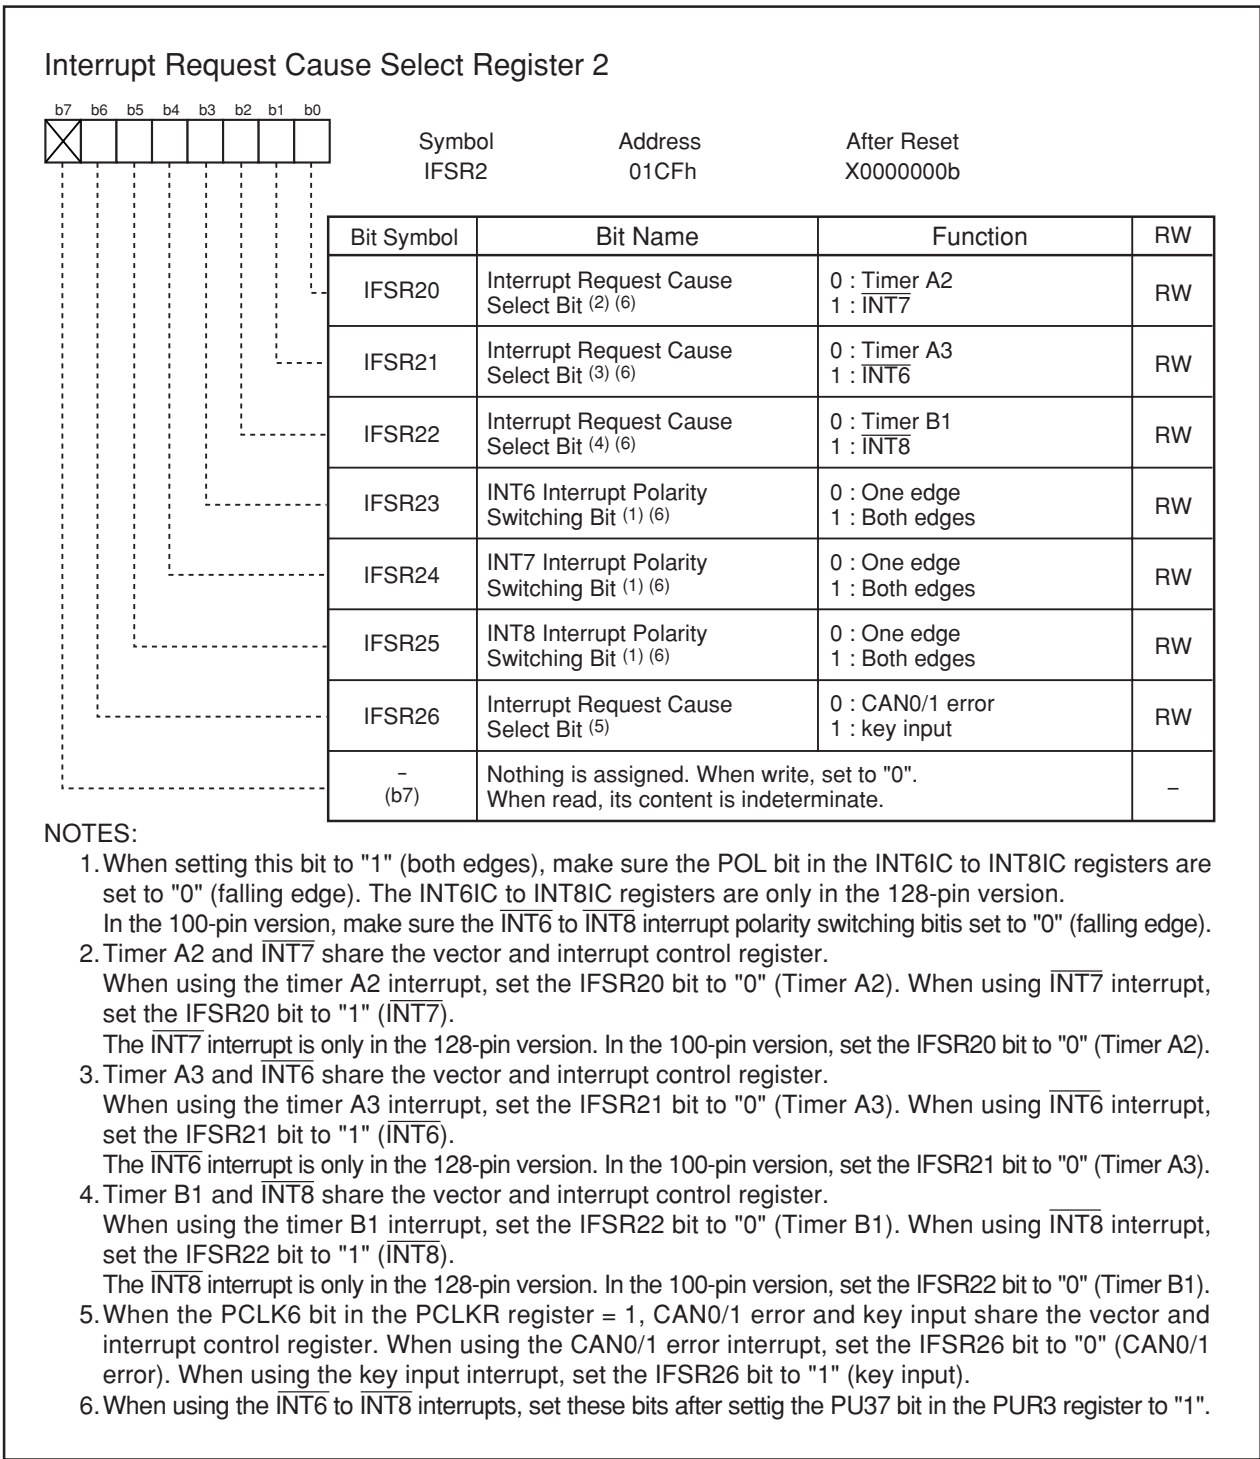 Interrupt Request Cause Select Register 2
b7 b6 b5 b4 b3 b2 b1 b0
Symbol Address After Reset
IFSR2 01CFh X0000000b
Bit Symbol Bit Name Function RW
IFSR20 Interrupt Request Cause Select Bit (2) (6) 0 : Timer A2 1 : INT7 RW
IFSR21 Interrupt Request Cause Select Bit (3) (6) 0 : Timer A3 1 : INT6 RW
IFSR22 Interrupt Request Cause Select Bit (4) (6) 0 : Timer B1 1 : INT8 RW
IFSR23 INT6 Interrupt Polarity Switching Bit (1) (6) 0 : One edge 1 : Both edges RW
IFSR24 INT7 Interrupt Polarity Switching Bit (1) (6) 0 : One edge 1 : Both edges RW
IFSR25 INT8 Interrupt Polarity Switching Bit (1) (6) 0 : One edge 1 : Both edges RW
IFSR26 Interrupt Request Cause Select Bit (5) 0 : CAN0/1 error 1 : key input RW
– (b7) Nothing is assigned. When write, set to "0". When read, its content is indeterminate. –
NOTES:
1. When setting this bit to "1" (both edges), make sure the POL bit in the INT6IC to INT8IC registers are
set to "0" (falling edge). The INT6IC to INT8IC registers are only in the 128-pin version.
In the 100-pin version, make sure the INT6 to INT8 interrupt polarity switching bitis set to "0" (falling edge).
2. Timer A2 and INT7 share the vector and interrupt control register.
When using the timer A2 interrupt, set the IFSR20 bit to "0" (Timer A2). When using INT7 interrupt,
set the IFSR20 bit to "1" (INT7).
The INT7 interrupt is only in the 128-pin version. In the 100-pin version, set the IFSR20 bit to "0" (Timer A2).
3. Timer A3 and INT6 share the vector and interrupt control register.
When using the timer A3 interrupt, set the IFSR21 bit to "0" (Timer A3). When using INT6 interrupt,
set the IFSR21 bit to "1" (INT6).
The INT6 interrupt is only in the 128-pin version. In the 100-pin version, set the IFSR21 bit to "0" (Timer A3).
4. Timer B1 and INT8 share the vector and interrupt control register.
When using the timer B1 interrupt, set the IFSR22 bit to "0" (Timer B1). When using INT8 interrupt,
set the IFSR22 bit to "1" (INT8).
The INT8 interrupt is only in the 128-pin version. In the 100-pin version, set the IFSR22 bit to "0" (Timer B1).
5. When the PCLK6 bit in the PCLKR register = 1, CAN0/1 error and key input share the vector and
interrupt control register. When using the CAN0/1 error interrupt, set the IFSR26 bit to "0" (CAN0/1
error). When using the key input interrupt, set the IFSR26 bit to "1" (key input).
6. When using the INT6 to INT8 interrupts, set these bits after settig the PU37 bit in the PUR3 register to "1".